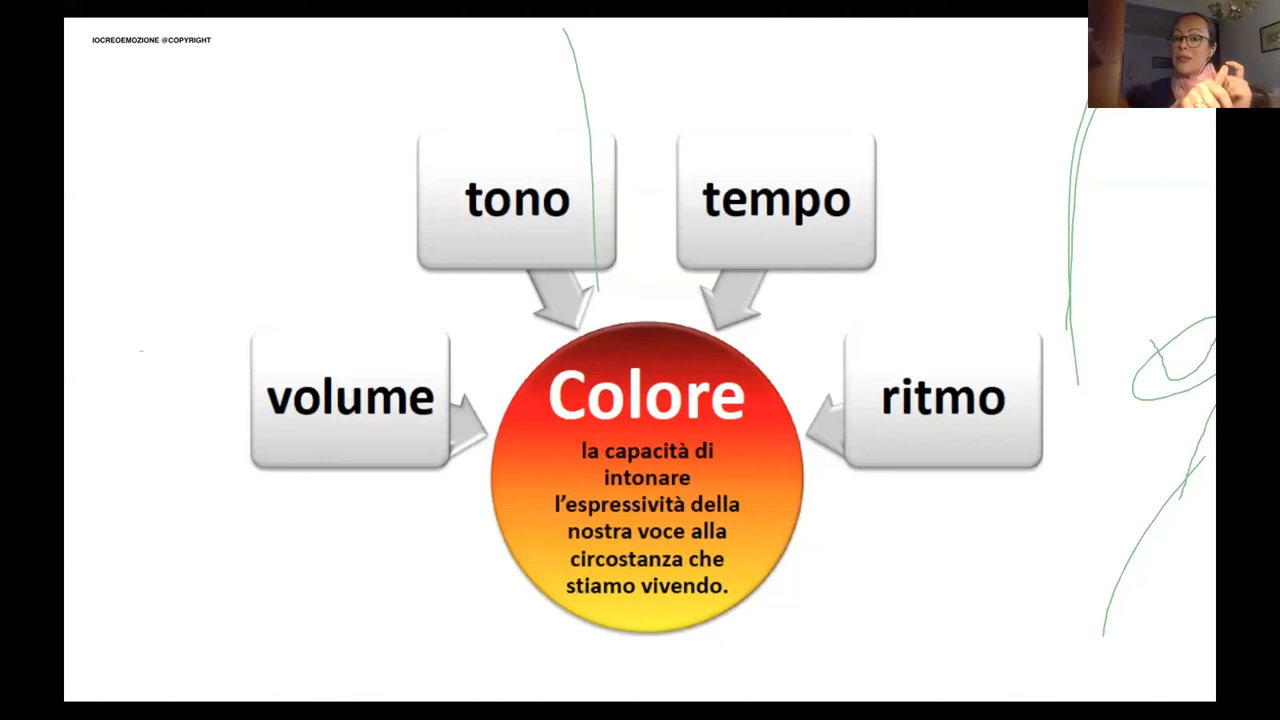 IOCREOEMOZIONE @COPYRIGHT
tono
tempo
volume
Colore
ritmo
la capacità di
intonare
l’espressività della
nostra voce alla
circostanza che
stiamo vivendo.